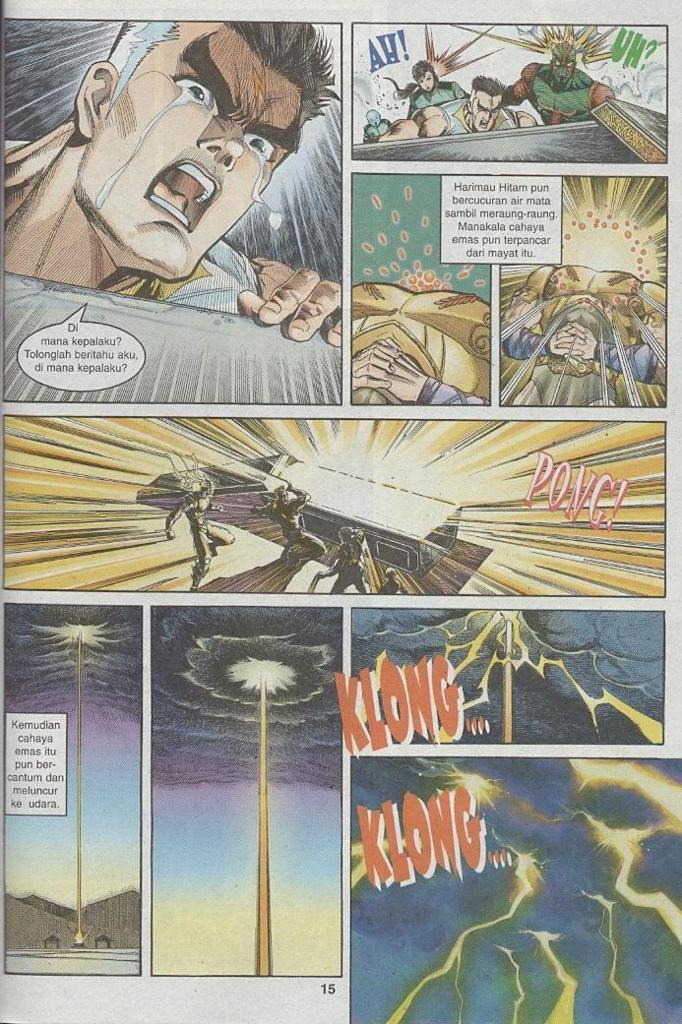 Di
mana kepalaku?
Tolonglah beritahu aku,
di mana kepalaku?
AH!
UH?
Harimau Hitam pun
bercucuran air mata
sambil meraung-raung.
Manakala cahaya
emas pun terpancar
dari mayat itu.
PONG!
Kemudian
cahaya
emas itu
pun ber-
cantum dan
meluncur
ke udara.
KLONG....
KLONG....
15